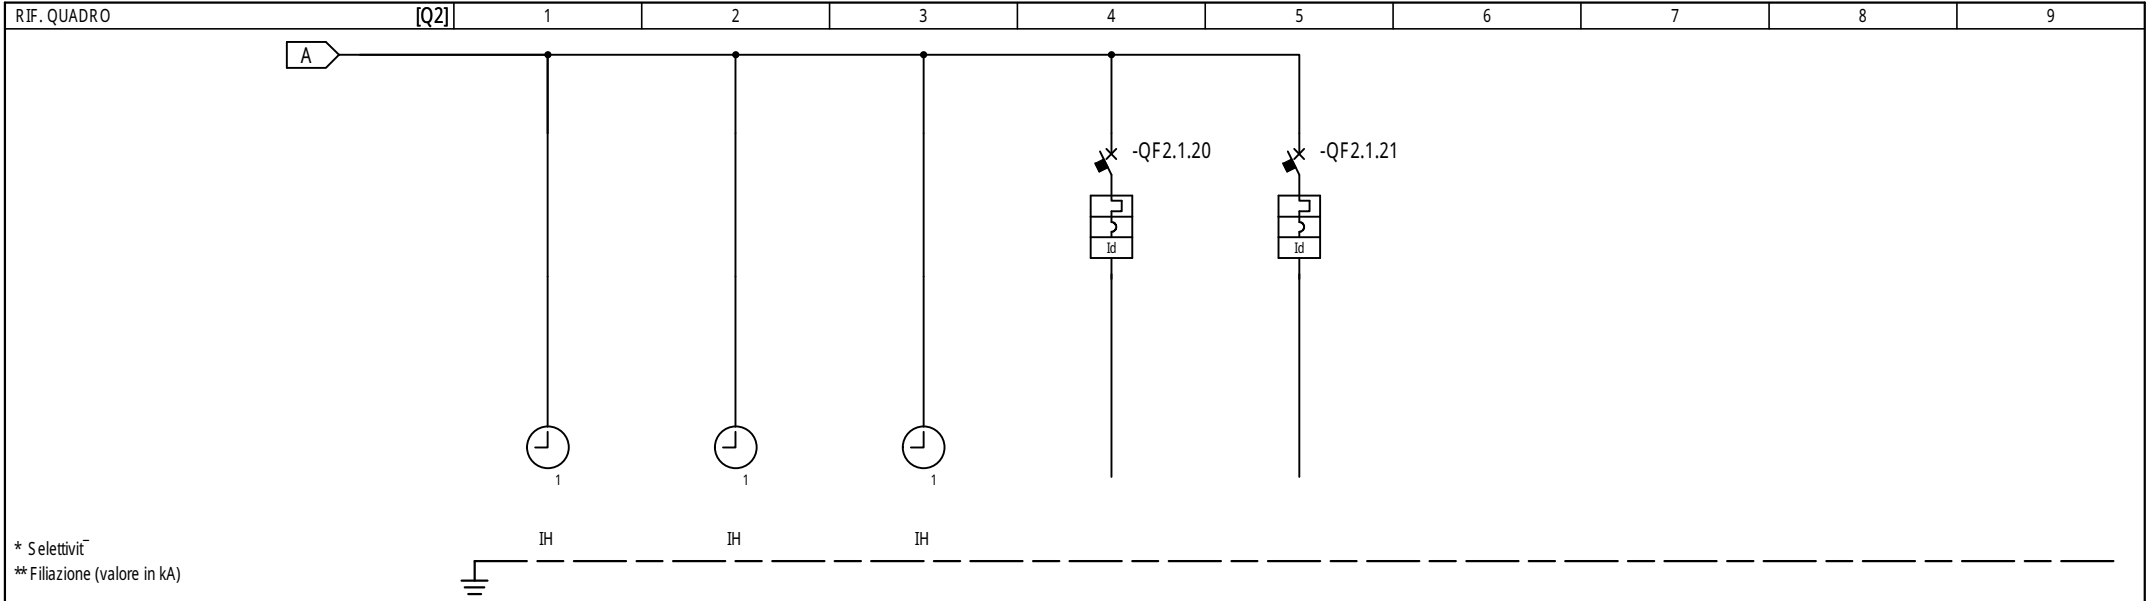 RIF. QUADRO [Q2] 1 2 3 4 5 6 7 8 9
A
-QF2.1.20 -QF2.1.21
Id Id
1 1 1
IH IH IH
* Selettivit¯
** Filiazione (valore in kA)